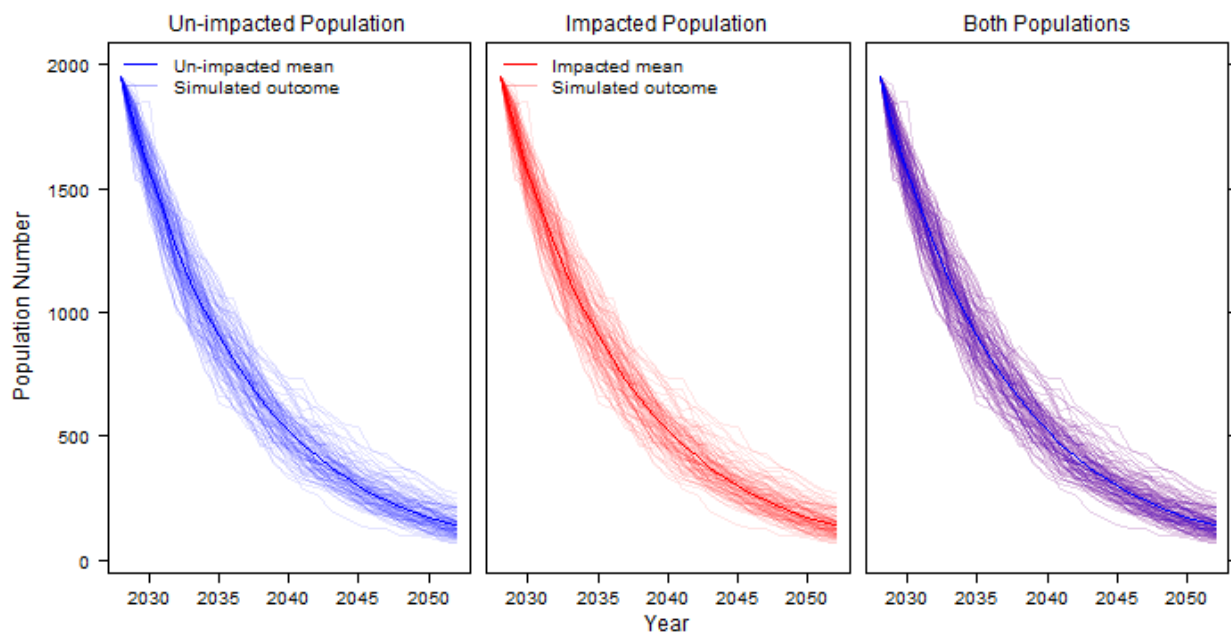 Un-impacted Population
Impacted Population
Both Populations
Un-impacted mean
Simulated outcome
Impacted mean
Simulated outcome
Population Number
2000
1500
1000
500
0
2030 2035 2040 2045 2050
2030 2035 2040 2045 2050
2030 2035 2040 2045 2050
Year